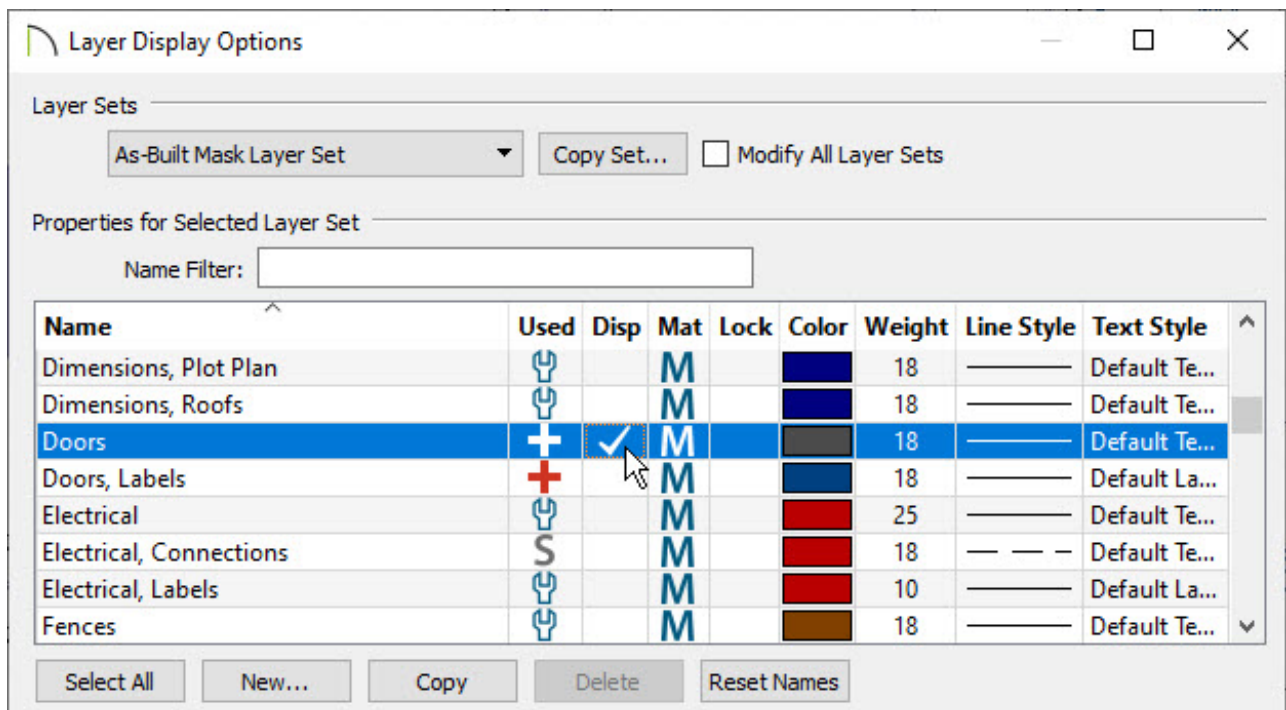 Layer Display Options
Layer Sets
As-Built Mask Layer Set Copy Set... Modify All Layer Sets
Properties for Selected Layer Set
Name Filter:
Name Used Disp Mat Lock Color Weight Line Style Text Style
Dimensions, Plot Plan M 18 Default Te...
Dimensions, Roofs M 18 Default Te...
Doors M 18 Default Te...
Doors, Labels M 18 Default La...
Electrical M 25 Default Te...
Electrical, Connections S M 18 Default Te...
Electrical, Labels M 10 Default La...
Fences M 18 Default Te...
Select All New... Copy Delete Reset Names